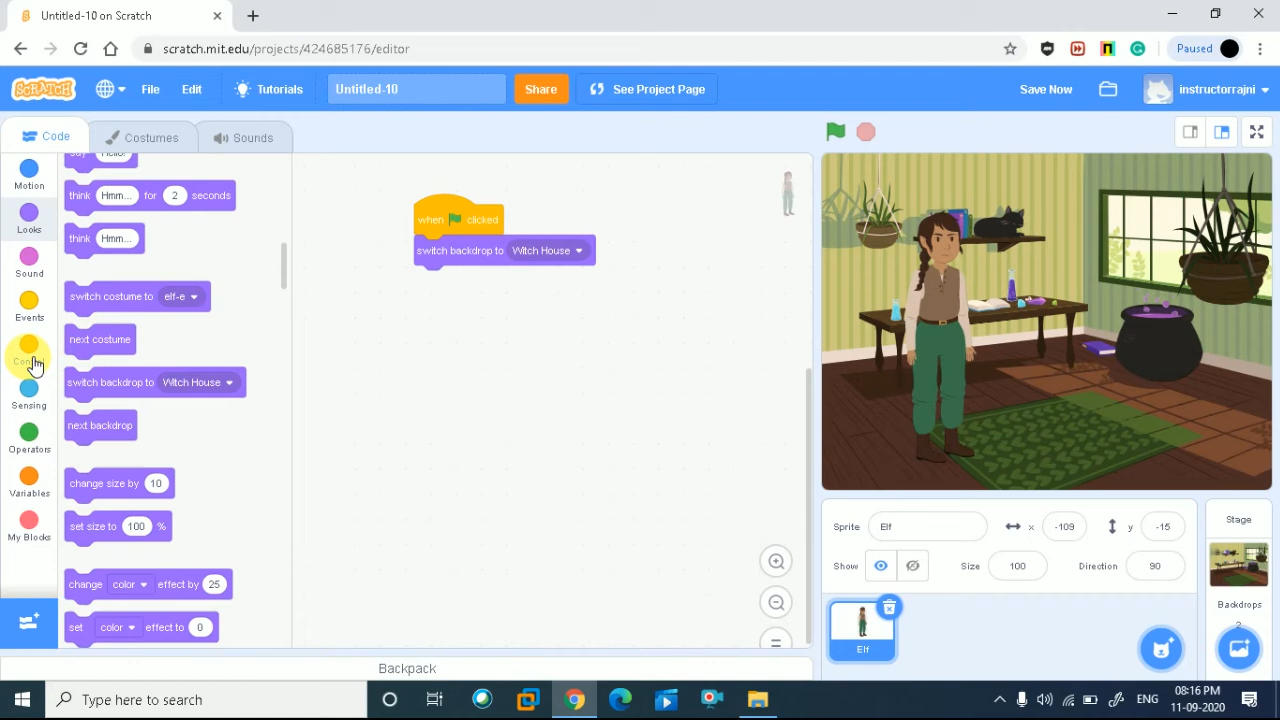 Untitled-10 on Scratch
scratch.mit.edu/projects/424685176/editor
Paused
SCRATCH
File
Edit
Tutorials
Untitled-10
Share
See Project Page
Save Now
instructorrajni
Code
Costumes
Sounds
Motion
Looks
Sound
Events
Sensing
Operators
Variables
My Blocks
think Hmm... for 2 seconds
think Hmm...
switch costume to elf-e
next costume
switch backdrop to Witch House
next backdrop
change size by 10
set size to 100 %
change color effect by 25
set color effect to 0
when clicked
switch backdrop to Witch House
Sprite Elf x -109 y -15
Show Size 100 Direction 90
Elf
Stage
Backdrops
2
Backpack
Type here to search
ENG
08:16 PM
11-09-2020